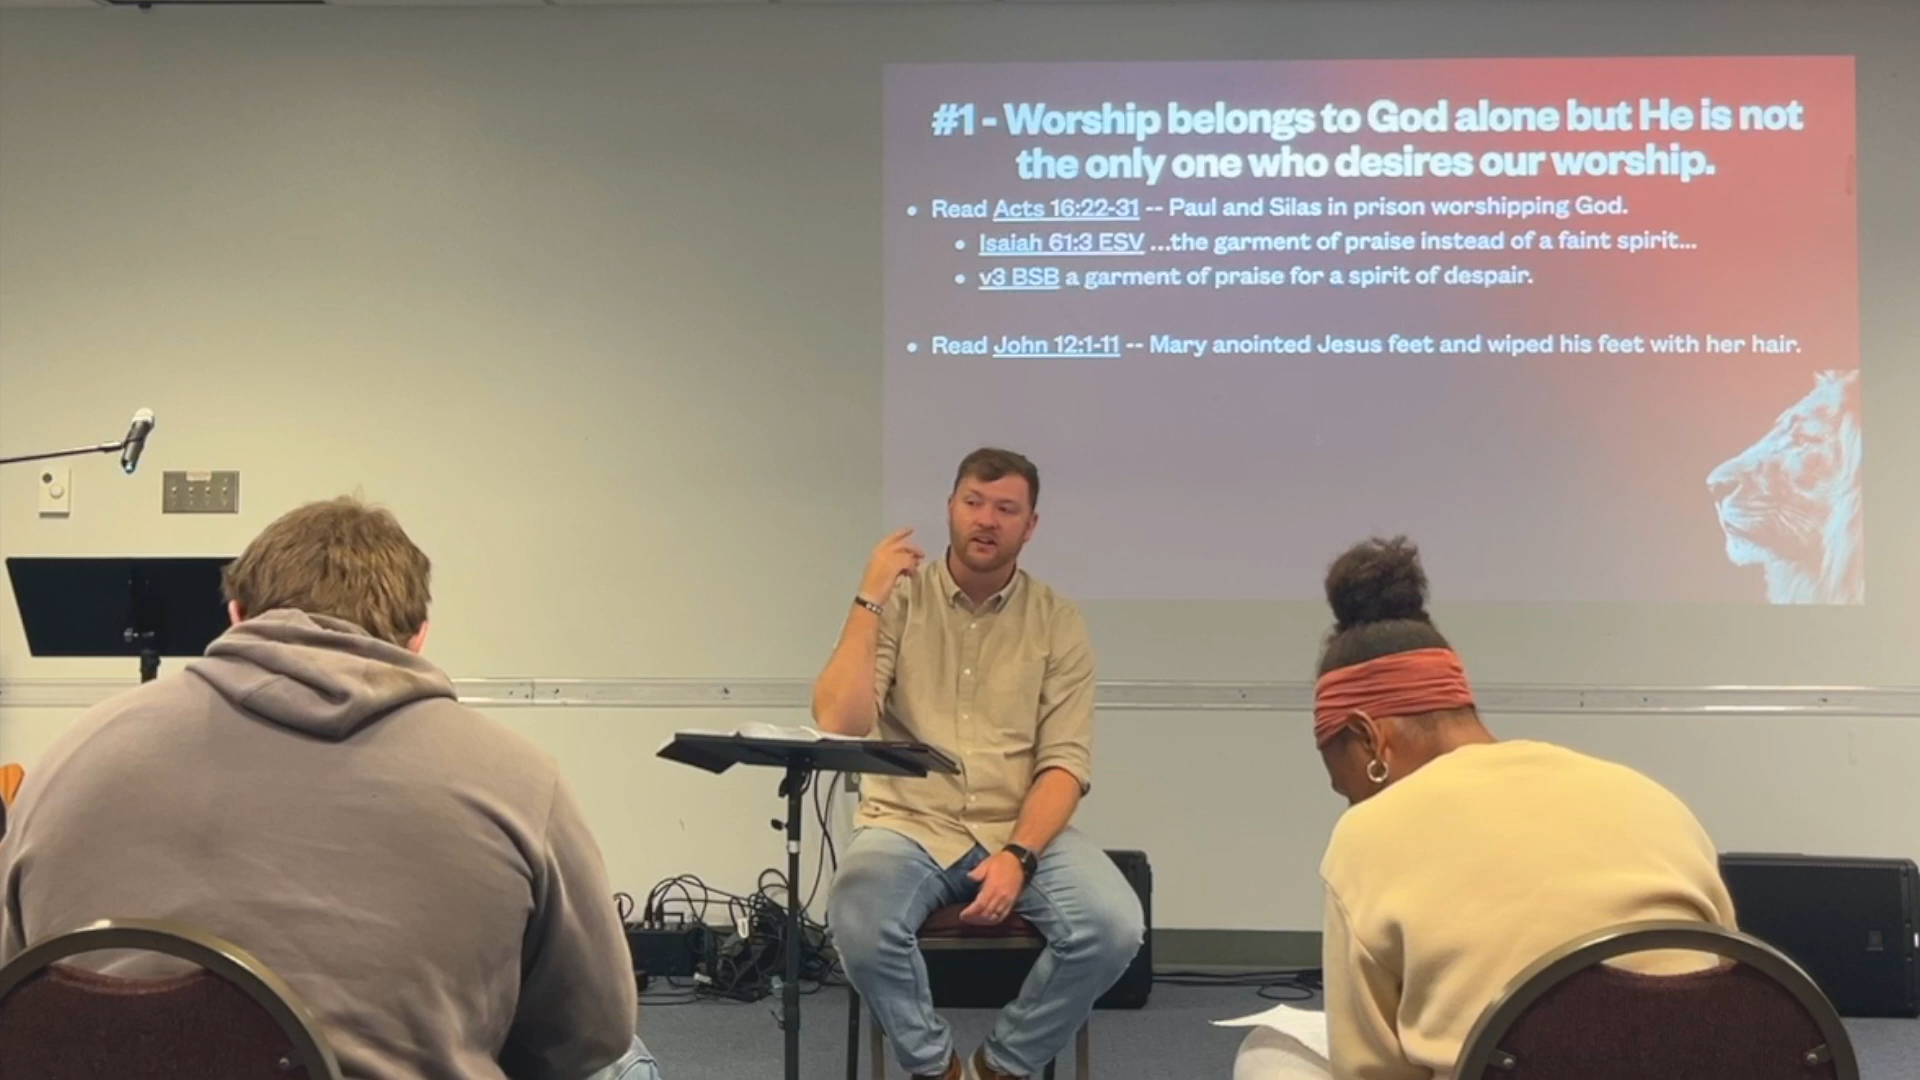 #1 - Worship belongs to God alone but He is not
the only one who desires our worship.
• Read Acts 16:22-31 -- Paul and Silas in prison worshipping God.
• Isaiah 61:3 ESV ...the garment of praise instead of a faint spirit...
• v3 BSB a garment of praise for a spirit of despair.
• Read John 12:1-11 -- Mary anointed Jesus feet and wiped his feet with her hair.